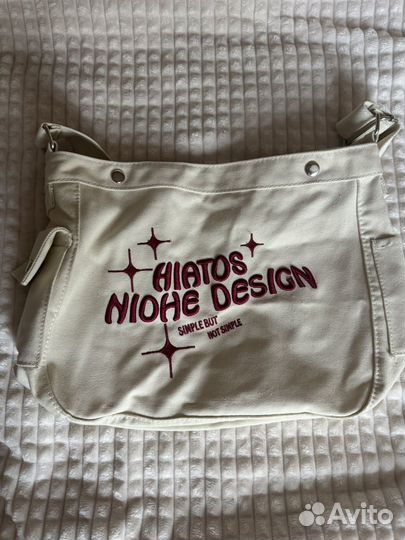 HIATOS
NIOHE DESIGN
SIMPLE BUT
NOT SIMPLE
Avito